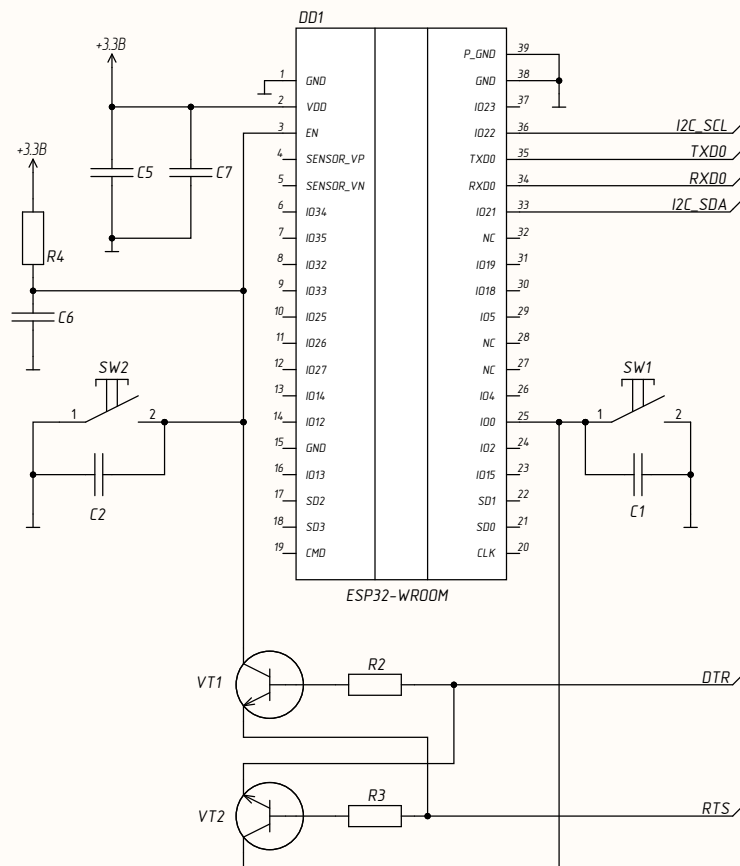 DD1
+3.3В
+3.3В
1 GND
2 VDD
3 EN
4 SENSOR_VP
5 SENSOR_VN
6 IO34
7 IO35
8 IO32
9 IO33
10 IO25
11 IO26
12 IO27
13 IO14
14 IO12
15 GND
16 IO13
17 SD2
18 SD3
19 CMD
P_GND 39
GND 38
IO23 37
IO22 36 I2C_SCL
TXD0 35 TXD0
RXD0 34 RXD0
IO21 33 I2C_SDA
NC 32
IO19 31
IO18 30
IO5 29
NC 28
NC 27
IO4 26
IO0 25
IO2 24
IO15 23
SD1 22
SD0 21
CLK 20
C5
C7
R4
C6
SW2
1 2
C2
SW1
1 2
C1
ESP32-WROOM
VT1
R2
DTR
VT2
R3
RTS